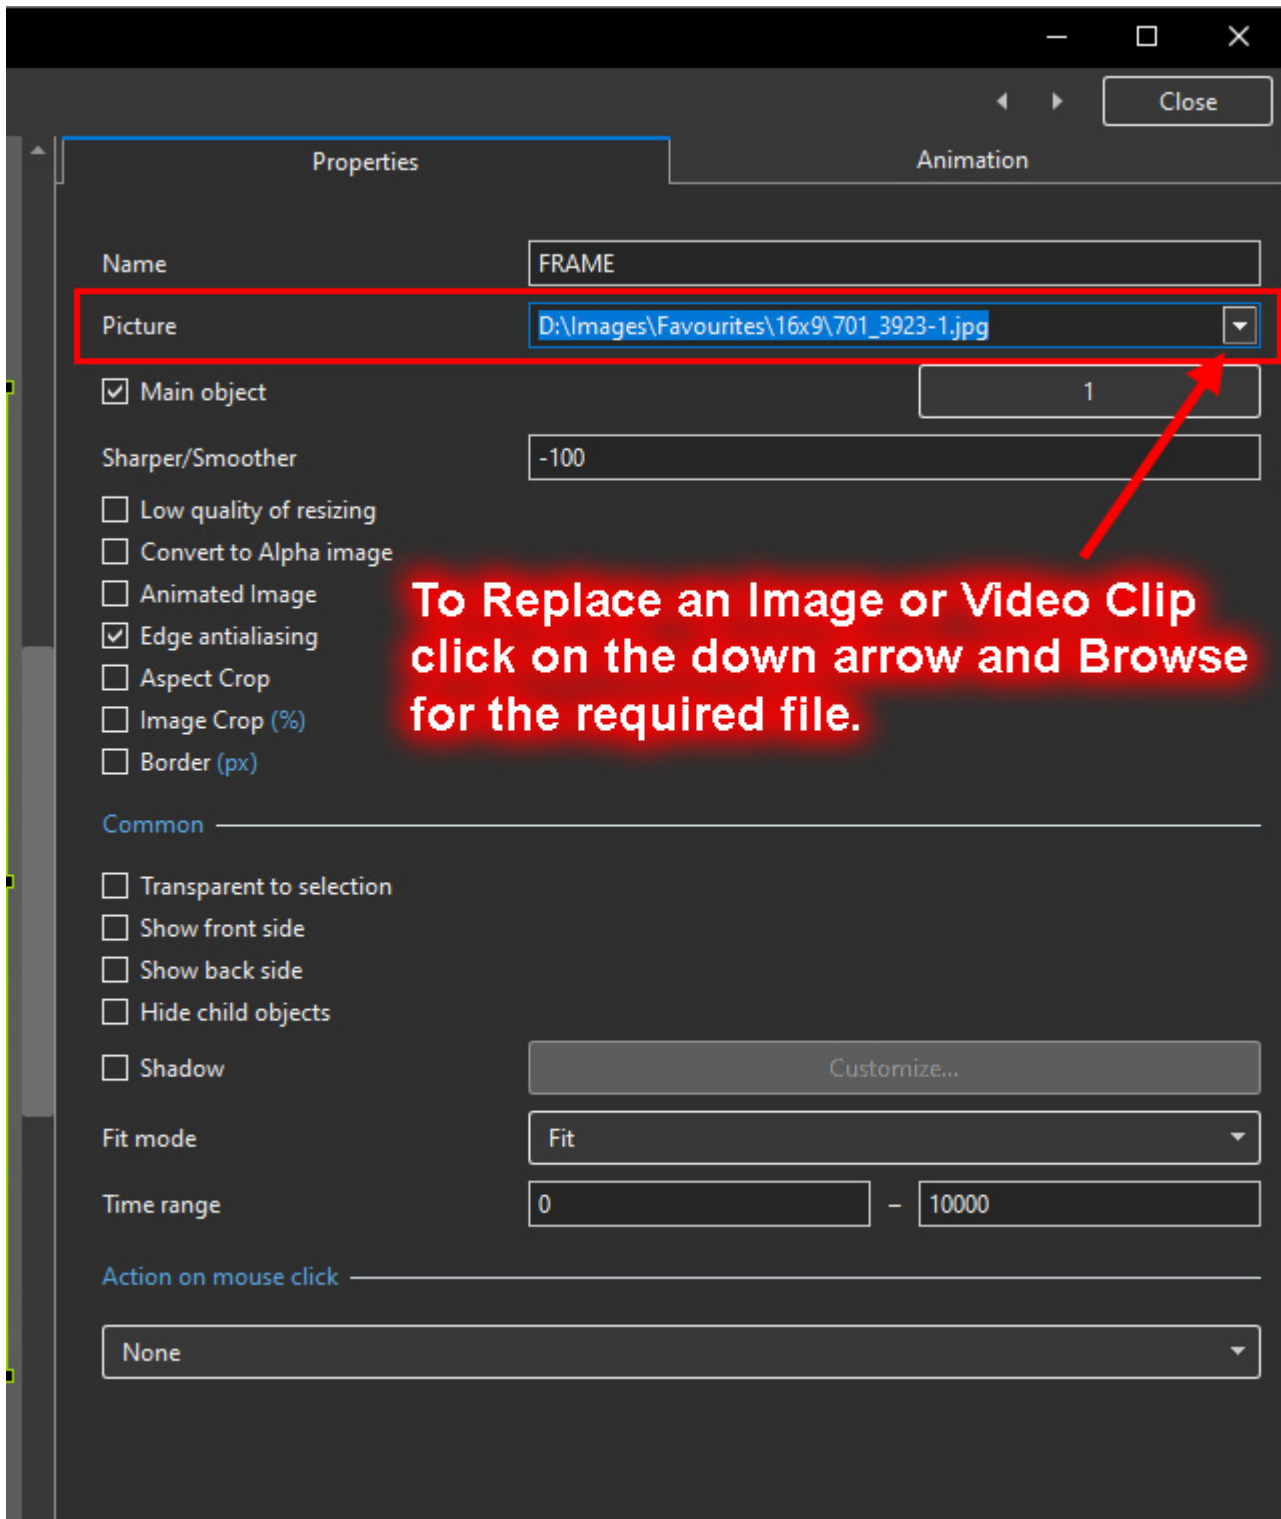 Close
Properties
Animation
Name
FRAME
Picture
D:\Images\Favourites\16x9\701_3923-1.jpg
Main object
1
Sharper/Smoother
-100
Low quality of resizing
Convert to Alpha image
Animated Image
Edge antialiasing
Aspect Crop
Image Crop (%)
Border (px)
To Replace an Image or Video Clip
click on the down arrow and Browse
for the required file.
Common
Transparent to selection
Show front side
Show back side
Hide child objects
Shadow
Customize...
Fit mode
Fit
Time range
0 – 10000
Action on mouse click
None